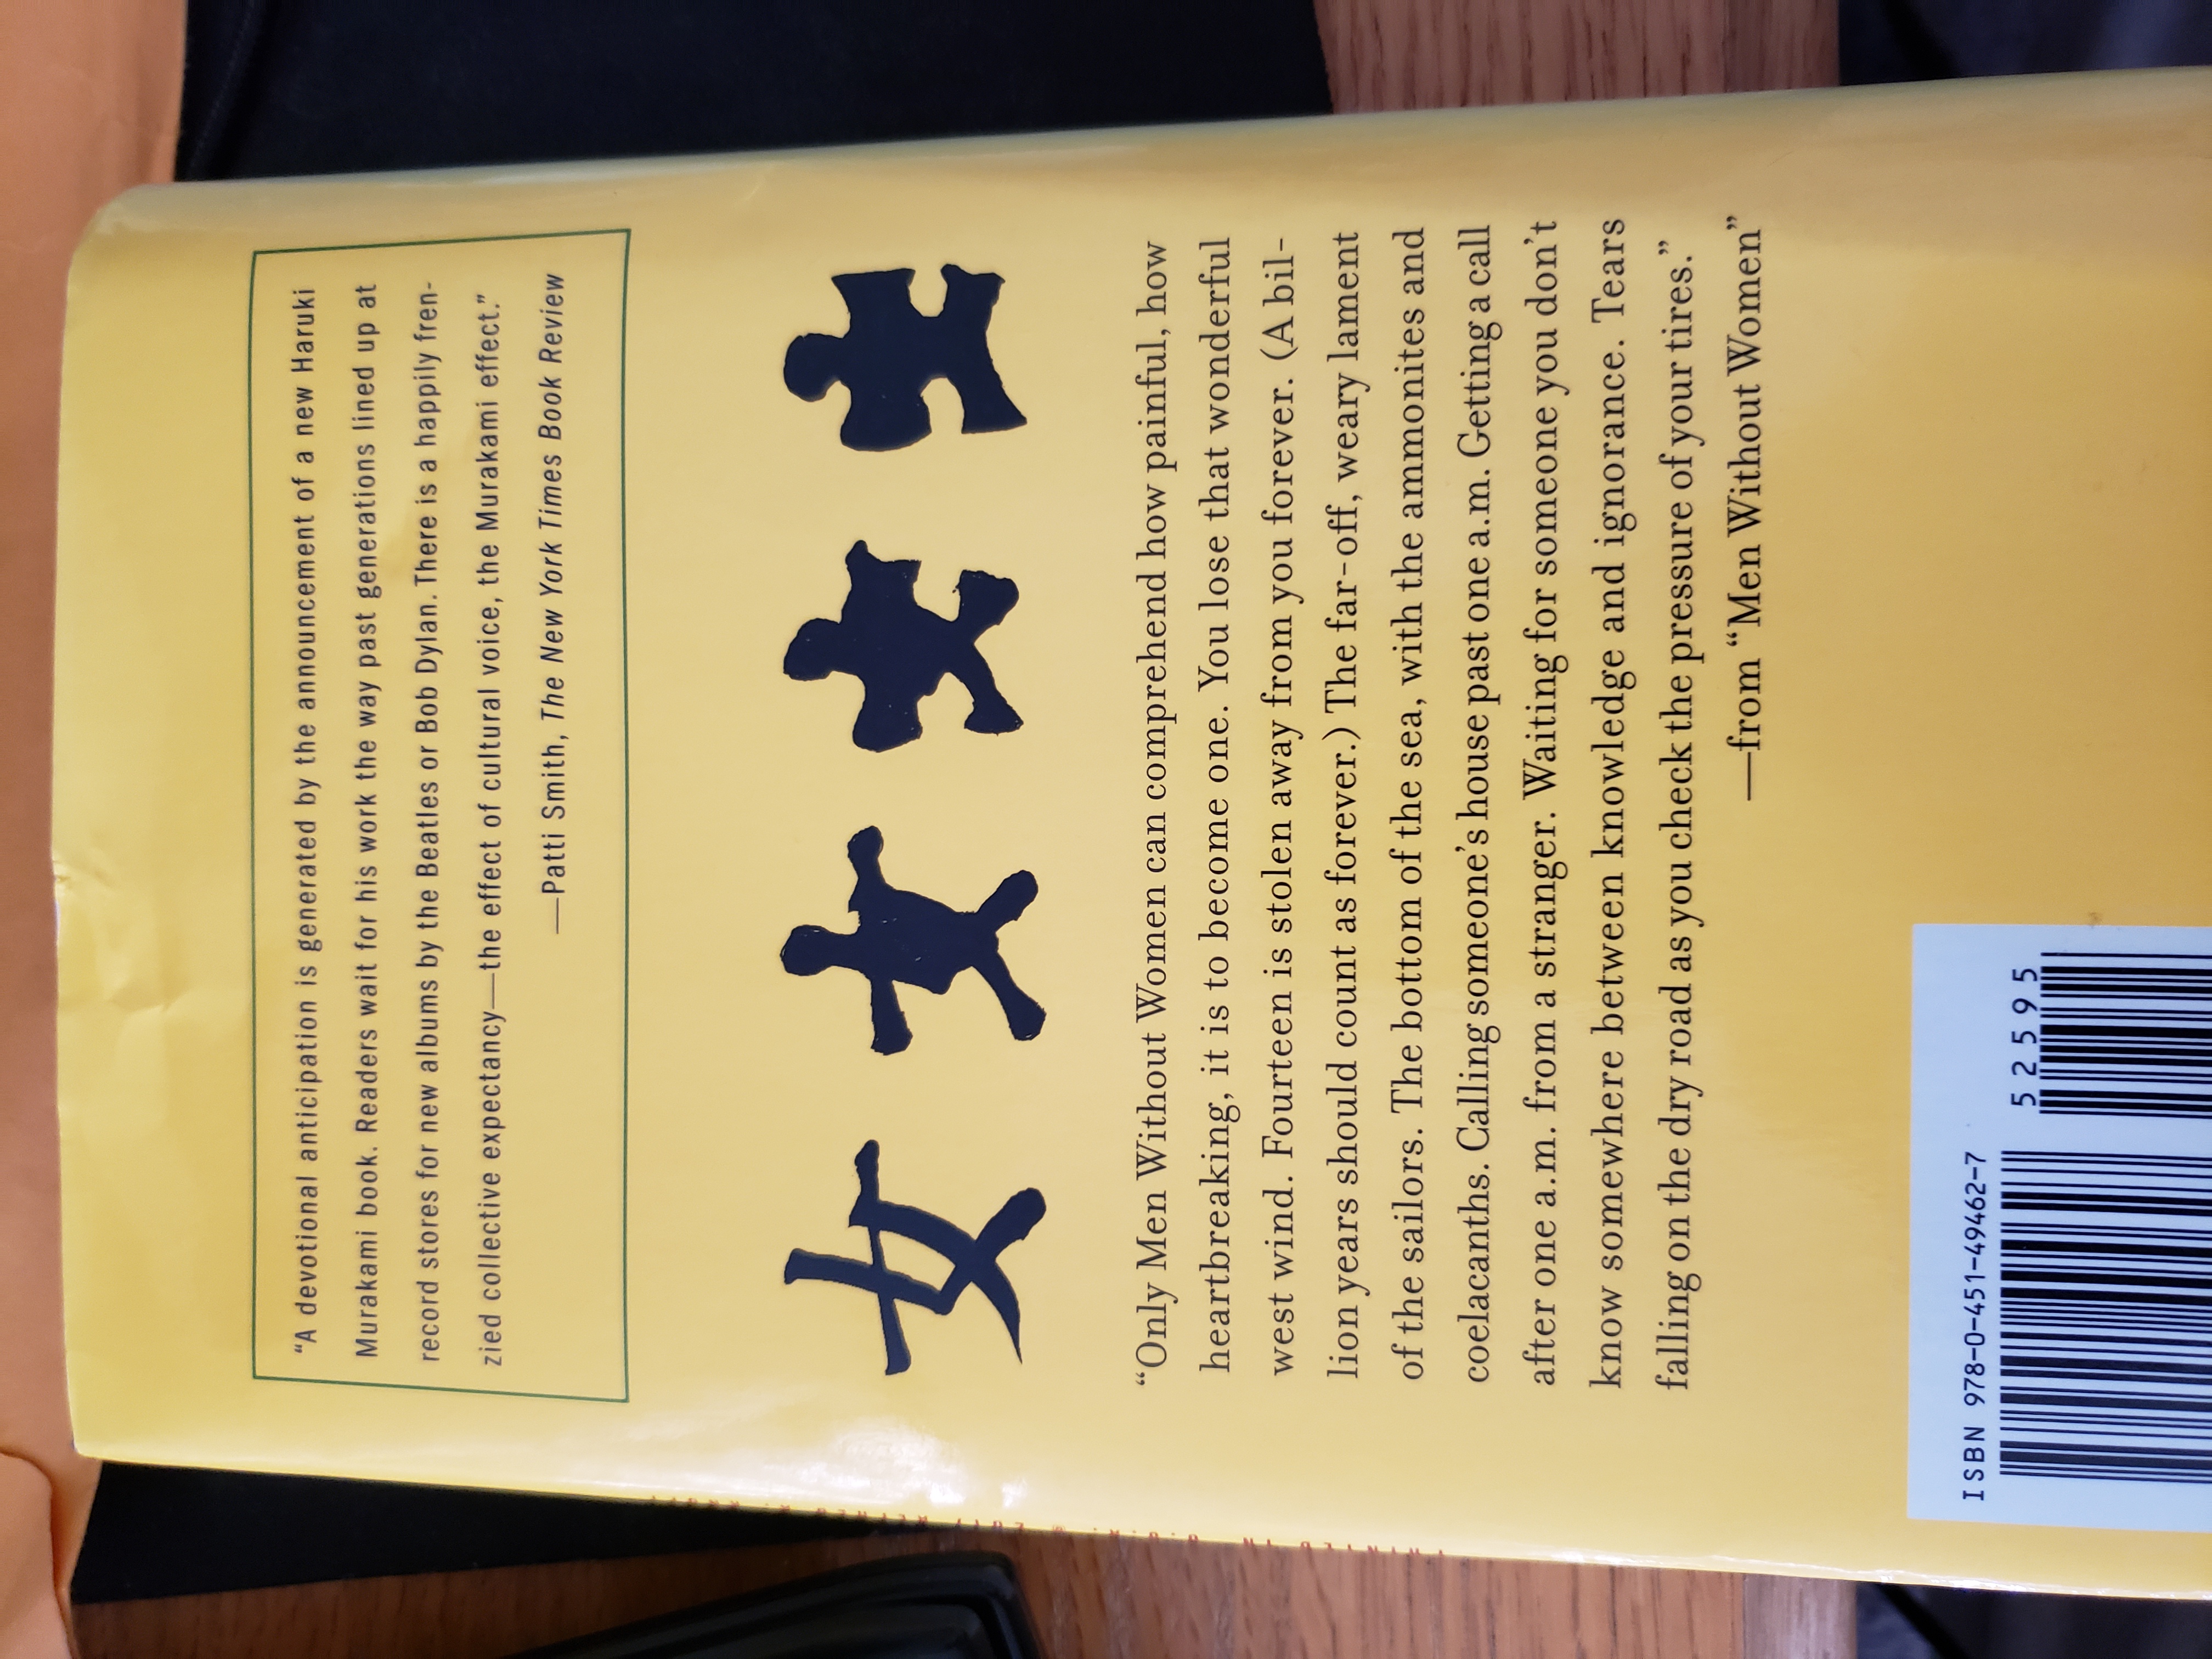 “A devotional anticipation is generated by the announcement of a new Haruki
Murakami book. Readers wait for his work the way past generations lined up at
record stores for new albums by the Beatles or Bob Dylan. There is a happily fren-
zied collective expectancy—the effect of cultural voice, the Murakami effect.”
—Patti Smith, The New York Times Book Review
女
“Only Men Without Women can comprehend how painful, how
heartbreaking, it is to become one. You lose that wonderful
west wind. Fourteen is stolen away from you forever. (A bil-
lion years should count as forever.) The far-off, weary lament
of the sailors. The bottom of the sea, with the ammonites and
coelacanths. Calling someone’s house past one a.m. Getting a call
after one a.m. from a stranger. Waiting for someone you don’t
know somewhere between knowledge and ignorance. Tears
falling on the dry road as you check the pressure of your tires.”
—from “Men Without Women”
ISBN 978-0-451-49462-7
52595